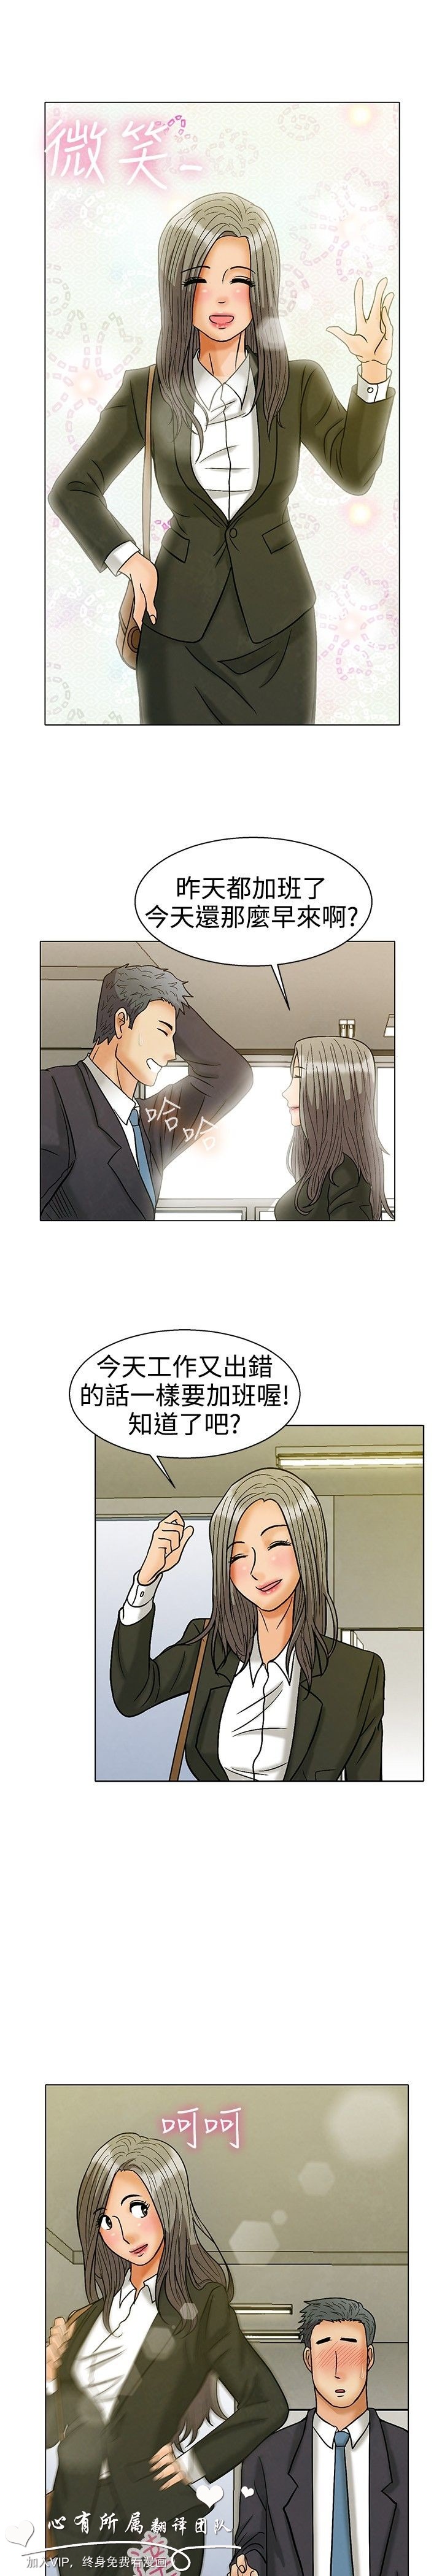 微笑~
昨天都加班了
今天還那麼早來啊?
哈
哈
今天工作又出錯
的話一樣要加班喔!
知道了吧?
呵呵
心有所属翻译团队
加入VIP，终身免费看漫画